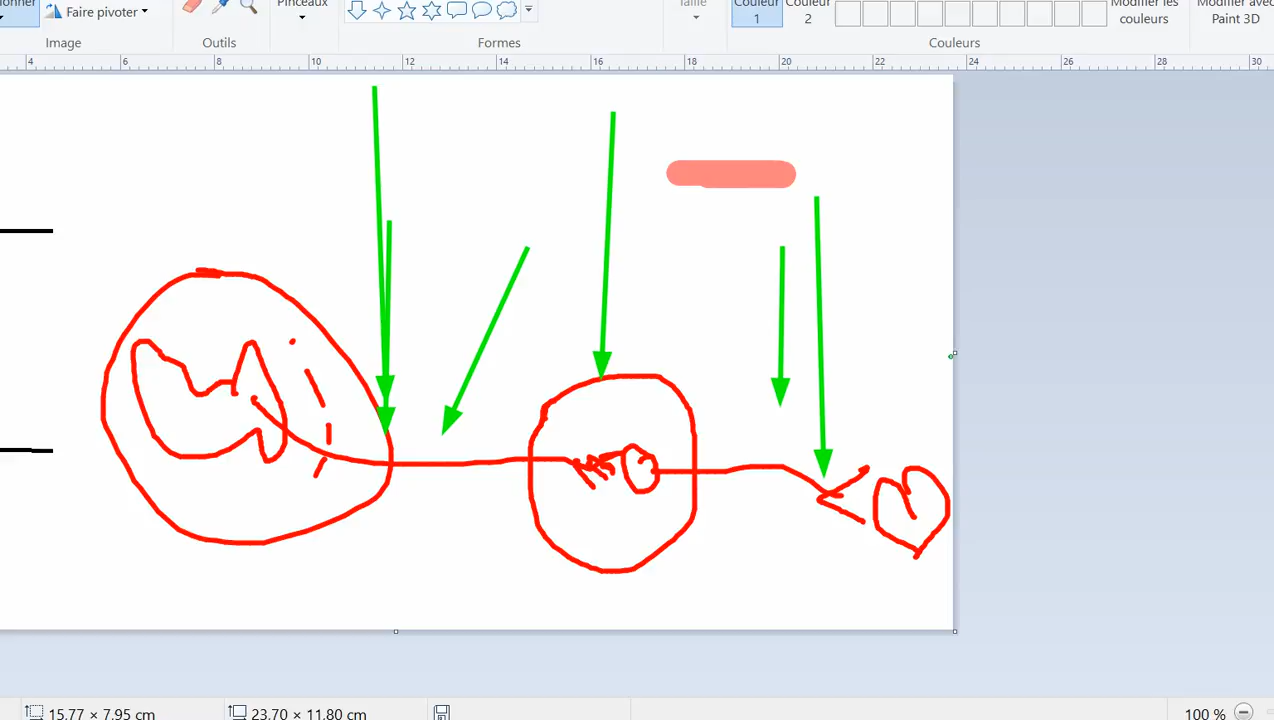 Faire pivoter
Pinceaux
Taille
Couleur
1
Couleur
2
Modifier les
couleurs
Modifier avec
Paint 3D
Image
Outils
Formes
Couleurs
4 6 8 10 12 14 16 18 20 22 24 26 28 30
15,77 × 7,95 cm
23,70 × 11,80 cm
100 %